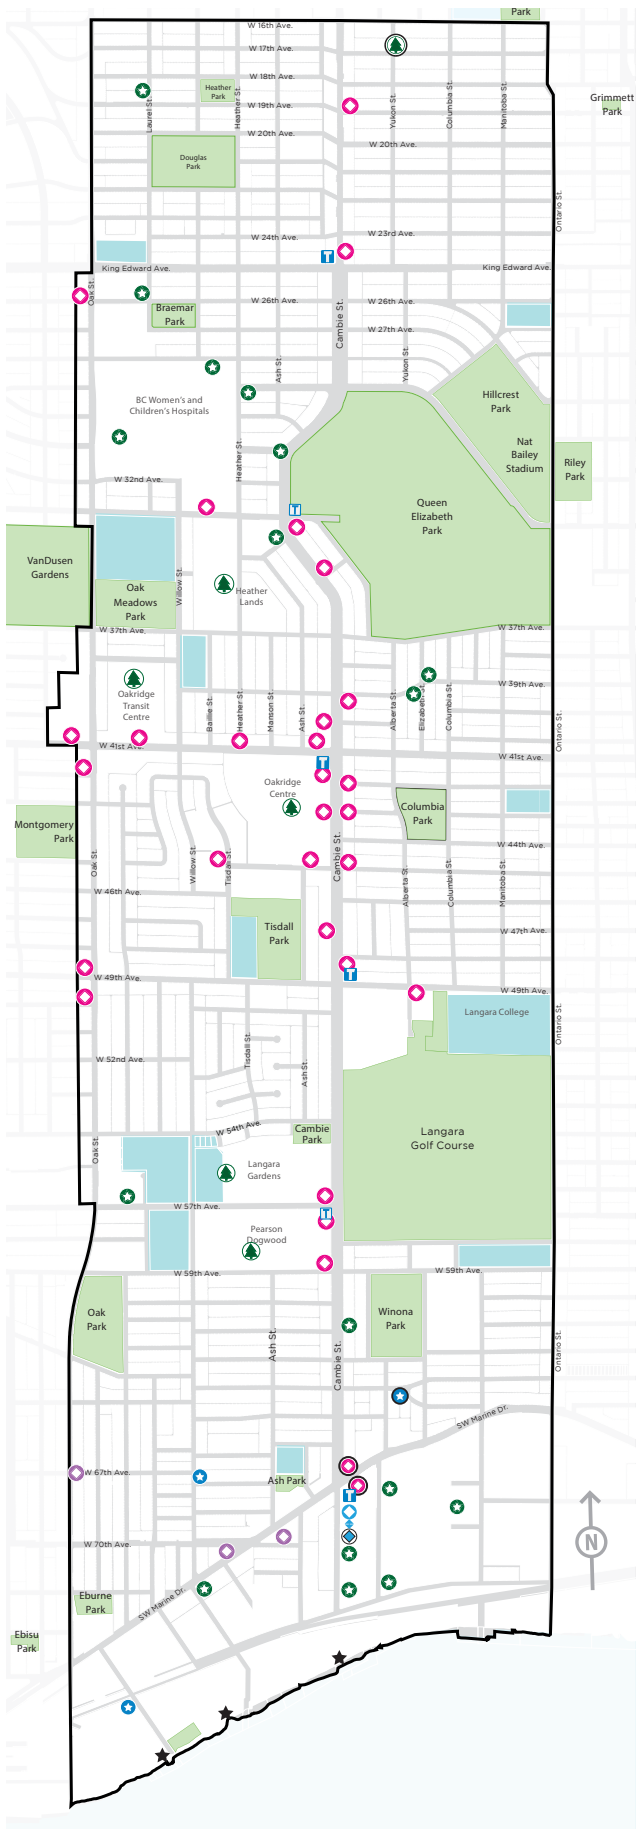 Park
W 16th Ave.
W 17th Ave.
W 18th Ave.
Heather
Park
Laurel St.
Heather St.
W 19th Ave.
Yukon St.
Columbia St.
Manitoba St.
Grimmett
Park
W 20th Ave.
W 20th Ave.
Douglas
Park
Ontario St.
W 24th Ave.
W 23rd Ave.
T
King Edward Ave.
King Edward Ave.
Oak St.
W 26th Ave.
W 26th Ave.
Braemar
Park
Cambie St.
W 27th Ave.
Ash St.
Yukon St.
BC Women's and
Children's Hospitals
Hillcrest
Park
Nat
Bailey
Stadium
Riley
Park
Heather St.
W 32nd Ave.
T
Queen
Elizabeth
Park
VanDusen
Gardens
Willow St.
Oak
Meadows
Park
Heather
Lands
W 37th Ave.
W 37th Ave.
W 39th Ave.
Oakridge
Transit
Centre
Baillie St.
Heather St.
Manson St.
Ash St.
Alberta St.
Elizabeth St.
Columbia St.
Ontario St.
W 41st Ave.
W 41st Ave.
T
Oakridge
Centre
Columbia
Park
Montgomery
Park
Oak St.
Willow St.
Tisdall St.
Cambie St.
W 44th Ave.
Alberta St.
Columbia St.
Manitoba St.
W 46th Ave.
Tisdall
Park
W 47th Ave.
T
W 49th Ave.
W 49th Ave.
Langara College
Ontario St.
Tisdall St.
W 52nd Ave.
Ash St.
Oak St.
W 54th Ave.
Cambie
Park
Langara
Golf Course
Langara
Gardens
W 57th Ave.
T
Pearson
Dogwood
W 59th Ave.
W 59th Ave.
Oak
Park
Winona
Park
Ash St.
Cambie St.
Ontario St.
SW Marine Dr.
W 67th Ave.
Ash Park
T
W 70th Ave.
N
SW Marine Dr.
Eburne
Park
Ebisu
Park